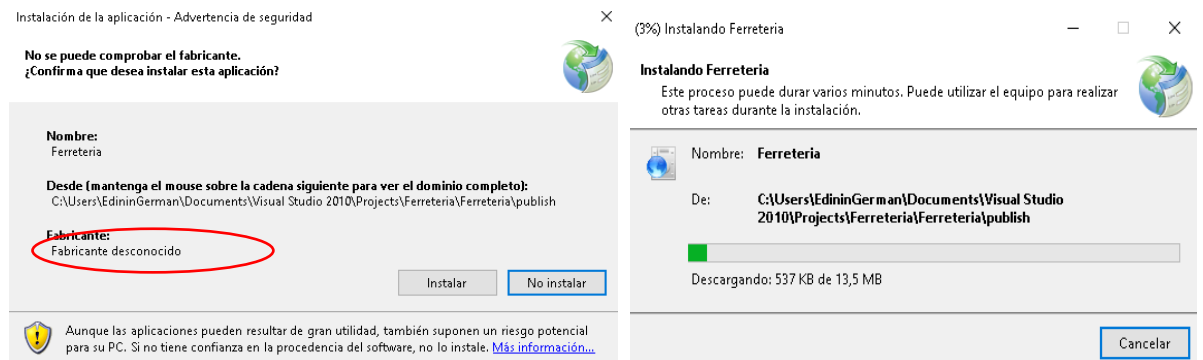 Instalación de la aplicación - Advertencia de seguridad
No se puede comprobar el fabricante.
¿Confirma que desea instalar esta aplicación?
Nombre:
Ferreteria
Desde (mantenga el mouse sobre la cadena siguiente para ver el dominio completo):
C:\Users\EdininGerman\Documents\Visual Studio 2010\Projects\Ferreteria\Ferreteria\publish
Fabricante:
Fabricante desconocido
Instalar
No instalar
Aunque las aplicaciones pueden resultar de gran utilidad, también suponen un riesgo potencial
para su PC. Si no tiene confianza en la procedencia del software, no lo instale. Más información...
(3%) Instalando Ferreteria
Instalando Ferreteria
Este proceso puede durar varios minutos. Puede utilizar el equipo para realizar
otras tareas durante la instalación.
Nombre: Ferreteria
De: C:\Users\EdininGerman\Documents\Visual Studio
2010\Projects\Ferreteria\Ferreteria\publish
Descargando: 537 KB de 13,5 MB
Cancelar